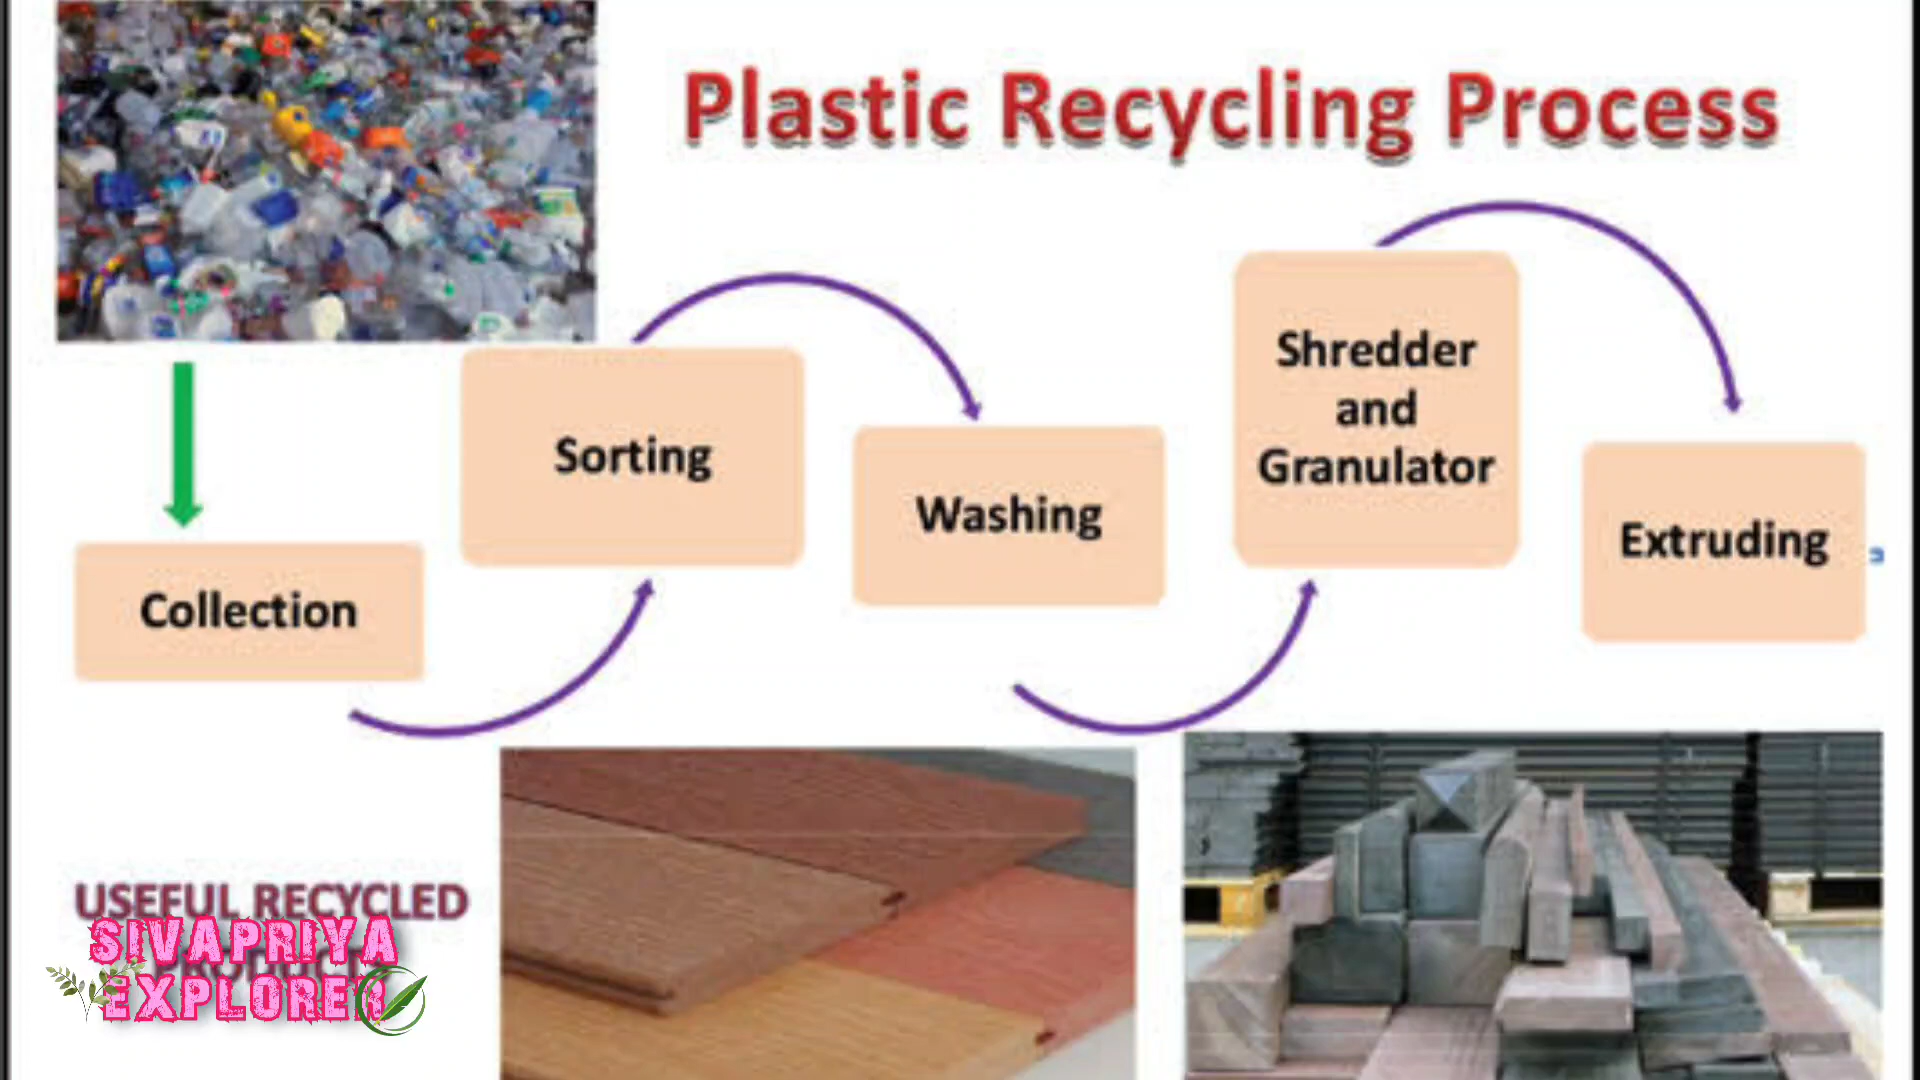 Plastic Recycling Process
Collection
Sorting
Washing
Shredder
and
Granulator
Extruding
USEFUL RECYCLED
SIVAPRIYA
EXPLORER